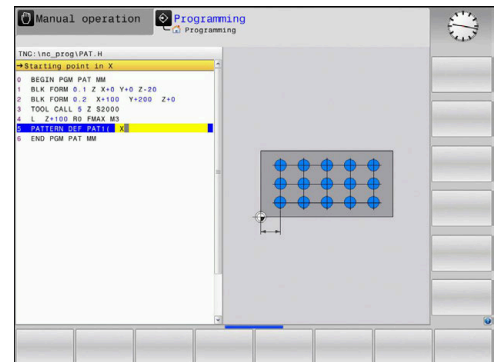 Manual operation
Programming
Programming
TNC:\nc_prog\PAT.H
→Starting point in X
0 BEGIN PGM PAT MM
1 BLK FORM 0.1 Z X+0 Y+0 Z-20
2 BLK FORM 0.2 X+100 Y+200 Z+0
3 TOOL CALL 5 Z S2000
4 L Z+100 R0 FMAX M3
5 PATTERN DEF PAT1( X
6 END PGM PAT MM